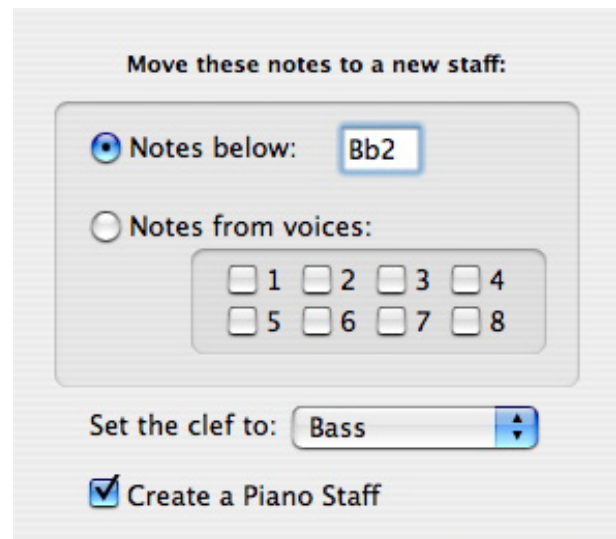 Move these notes to a new staff:
Notes below: Bb2
Notes from voices:
1 2 3 4
5 6 7 8
Set the clef to: Bass
Create a Piano Staff